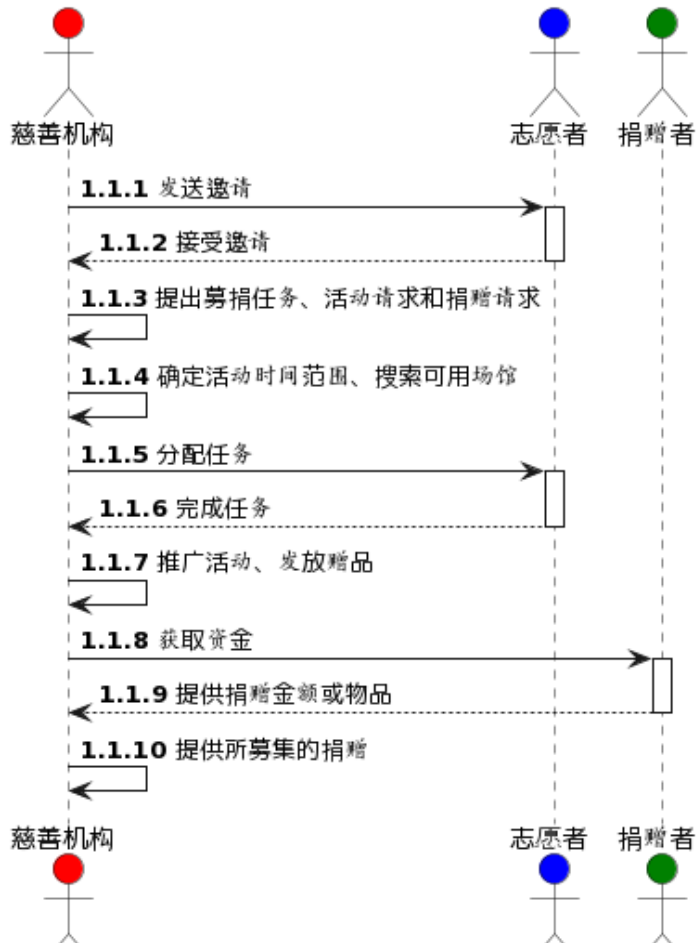 慈善机构 志愿者 捐赠者
1.1.1 发送邀请
1.1.2 接受邀请
1.1.3 提出募捐任务、活动请求和捐赠请求
1.1.4 确定活动时间范围、搜索可用场馆
1.1.5 分配任务
1.1.6 完成任务
1.1.7 推广活动、发放赠品
1.1.8 获取资金
1.1.9 提供捐赠金额或物品
1.1.10 提供所募集的捐赠
慈善机构 志愿者 捐赠者